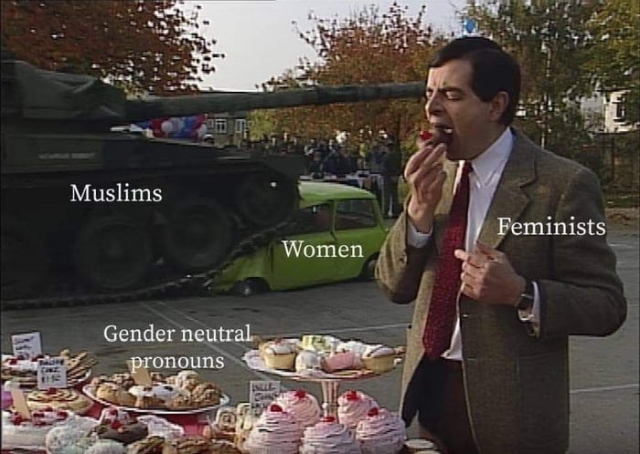 Muslims
Women
Feminists
Gender neutral
pronouns